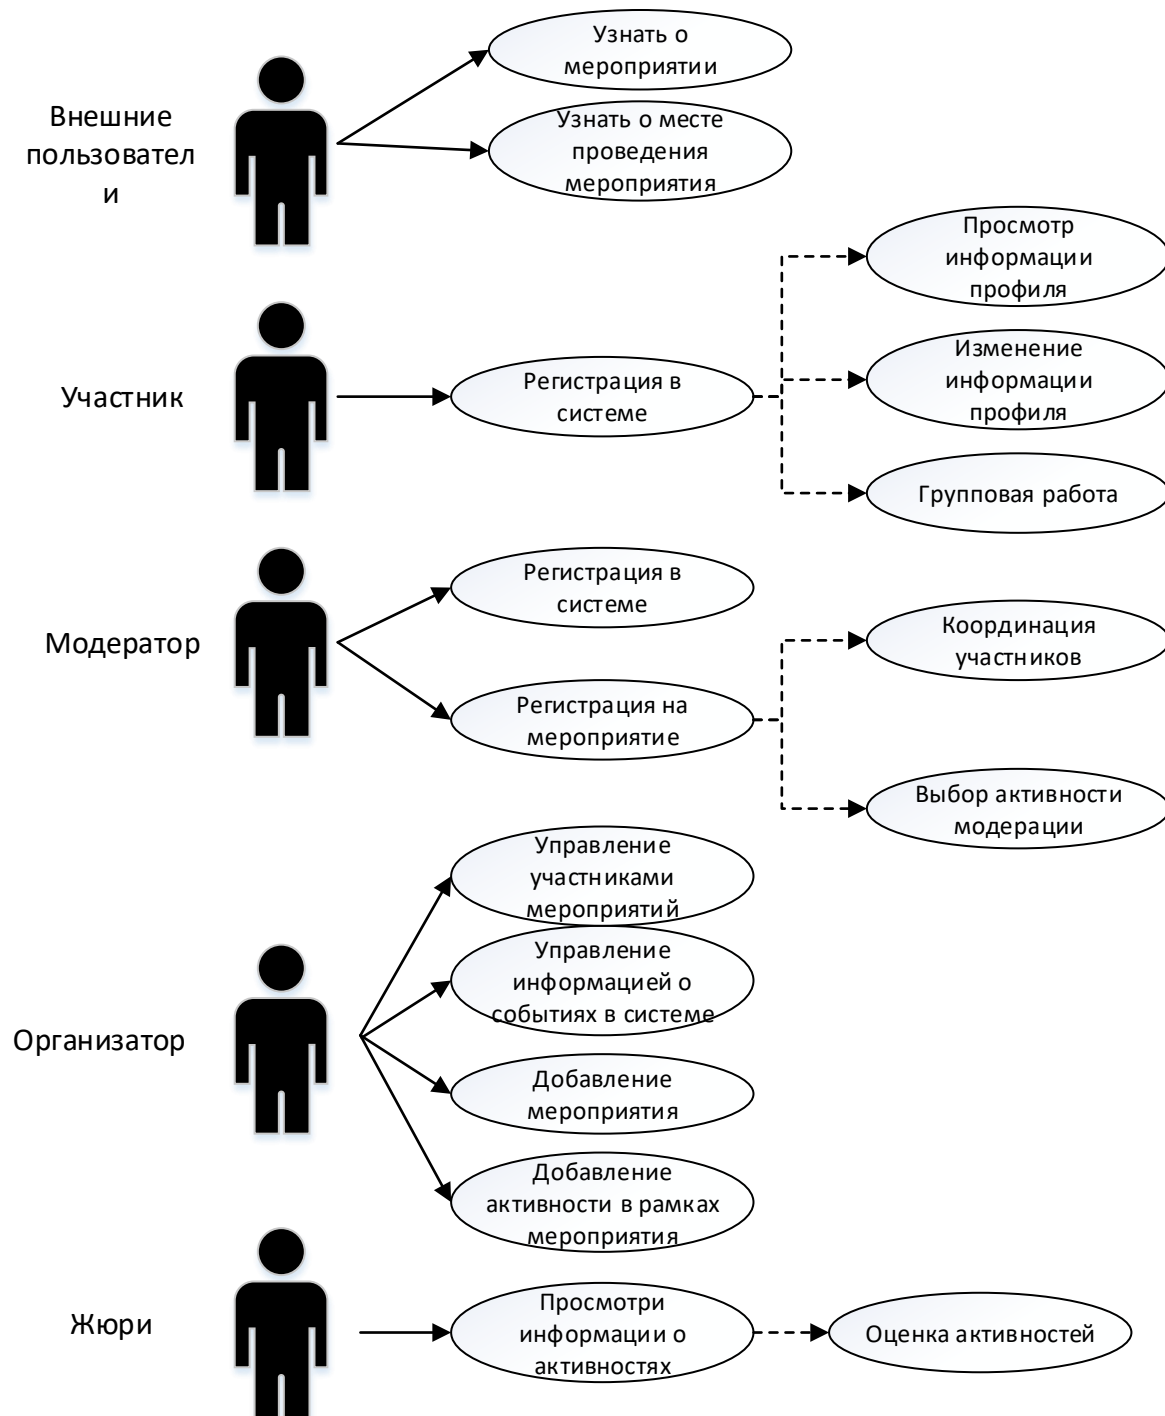 Узнать о
мероприятии
Внешние
пользовател
и
Узнать о месте
проведения
мероприятия
Просмотр
информации
профиля
Участник
Регистрация в
системе
Изменение
информации
профиля
Групповая работа
Модератор
Регистрация в
системе
Регистрация на
мероприятие
Координация
участников
Выбор активности
модерации
Организатор
Управление
участниками
мероприятий
Управление
информацией о
событиях в системе
Добавление
мероприятия
Добавление
активности в рамках
мероприятия
Жюри
Просмотри
информации о
активностях
Оценка активностей